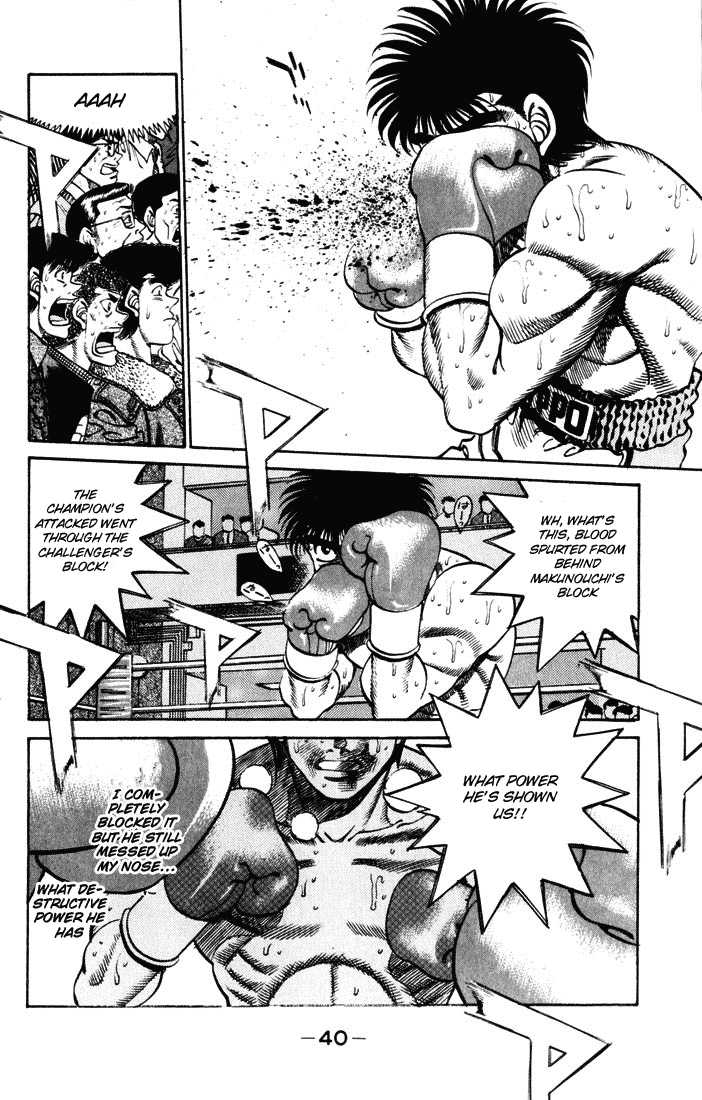 AAAH
PPO
WH, WHAT'S
THIS, BLOOD
SPURTED FROM
BEHIND
MAKUNOUCHI'S
BLOCK
THE
CHAMPION'S
ATTACKED WENT
THROUGH THE
CHALLENGER'S
BLOCK!
WHAT POWER
HE'S SHOWN
US!!
I COM-
PLETELY
BLOCKED IT
BUT HE STILL
MESSED UP
MY NOSE...
WHAT DE-
STRUCTIVE
POWER HE
HAS
-40-